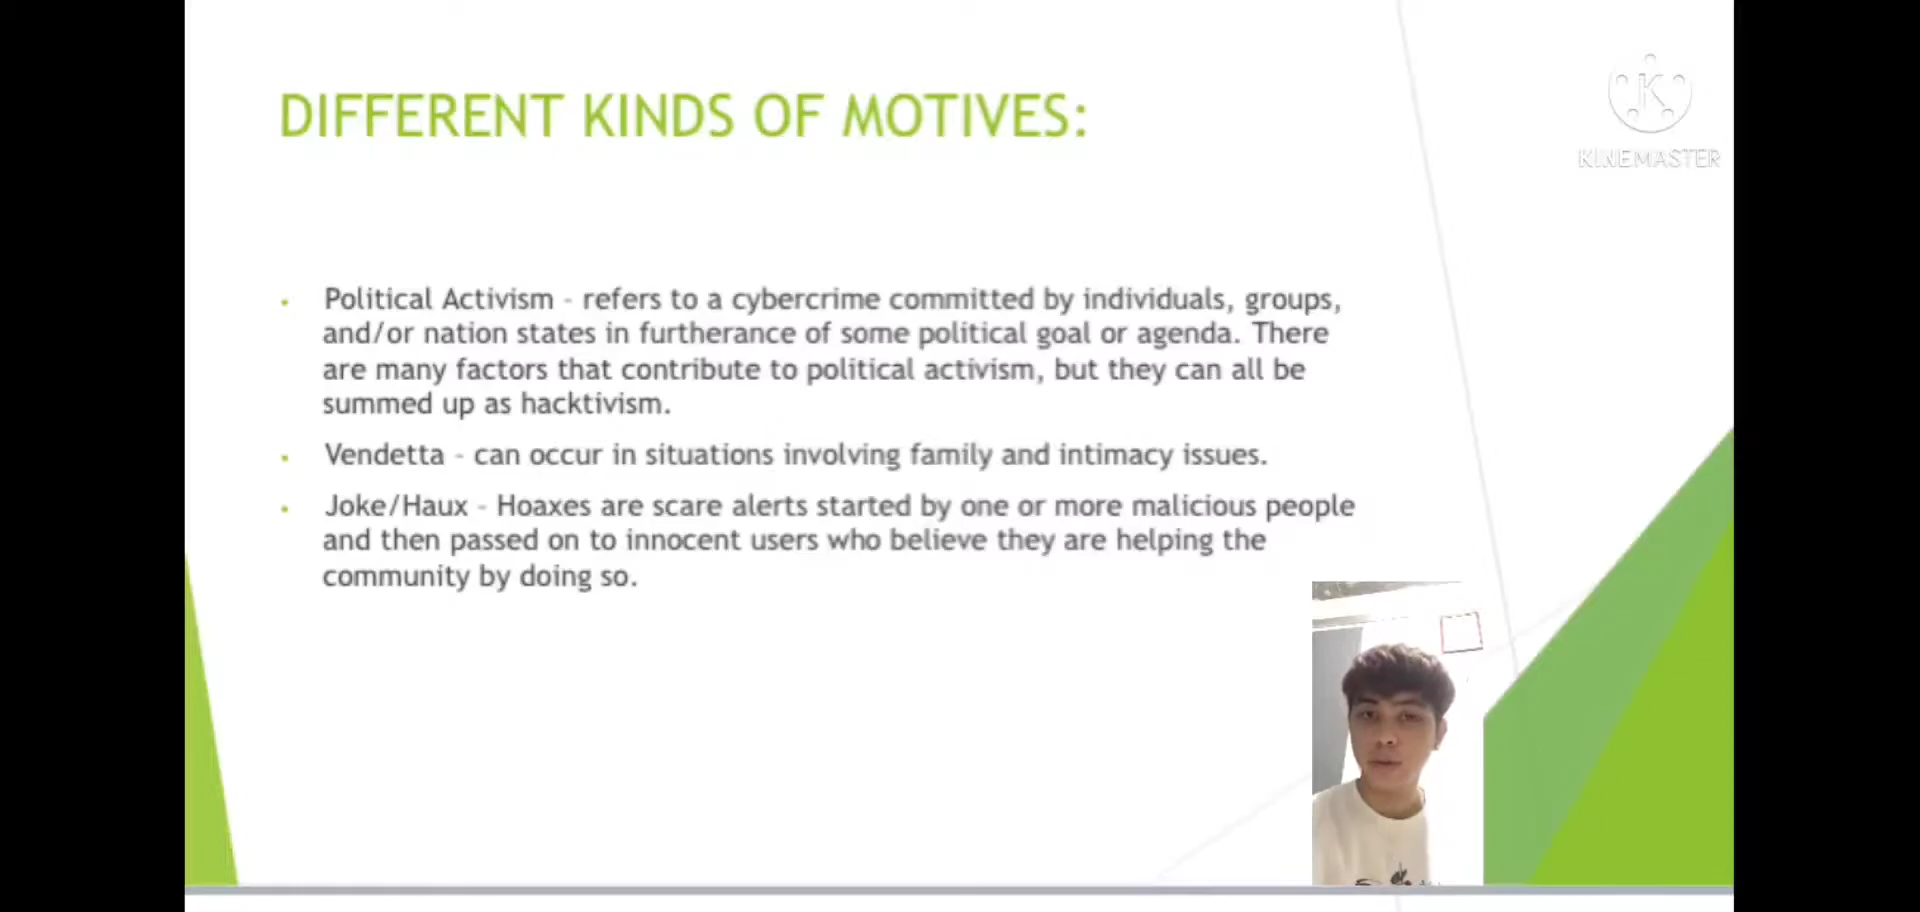 DIFFERENT KINDS OF MOTIVES:
K
KINEMASTER
Political Activism - refers to a cybercrime committed by individuals, groups,
and/or nation states in furtherance of some political goal or agenda. There
are many factors that contribute to political activism, but they can all be
summed up as hacktivism.
Vendetta - can occur in situations involving family and intimacy issues.
Joke/Haux - Hoaxes are scare alerts started by one or more malicious people
and then passed on to innocent users who believe they are helping the
community by doing so.